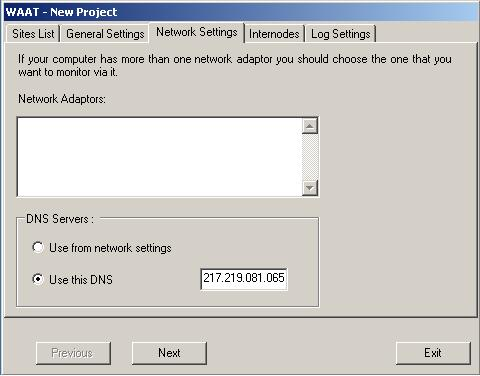 WAAT - New Project
Sites List General Settings Network Settings Internodes Log Settings
If your computer has more than one network adaptor you should choose the one that you
want to monitor via it.
Network Adaptors:
DNS Servers :
Use from network settings
Use this DNS 217.219.081.065
Previous Next Exit